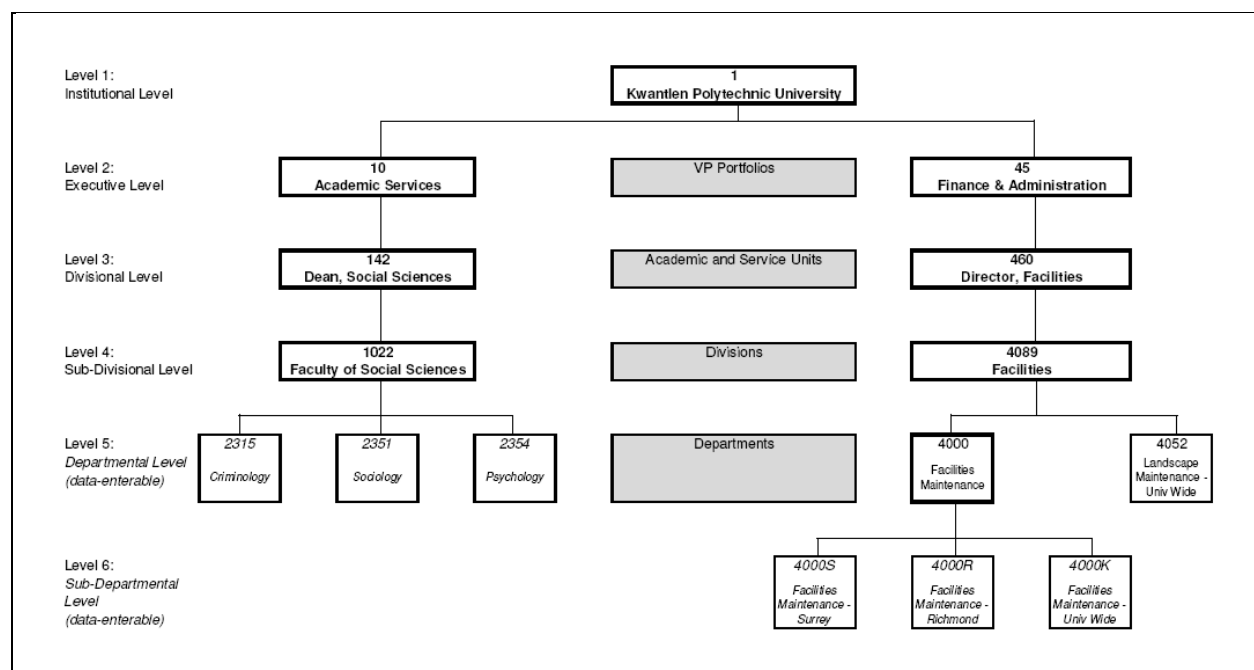 Level 1:
Institutional Level
1
Kwantlen Polytechnic University
Level 2:
Executive Level
10
Academic Services
VP Portfolios
45
Finance & Administration
Level 3:
Divisional Level
142
Dean, Social Sciences
Academic and Service Units
460
Director, Facilities
Level 4:
Sub-Divisional Level
1022
Faculty of Social Sciences
Divisions
4089
Facilities
Level 5:
Departmental Level
(data-enterable)
2315
Criminology
2351
Sociology
2354
Psychology
Departments
4000
Facilities
Maintenance
4052
Landscape
Maintenance -
Univ Wide
Level 6:
Sub-Departmental
Level
(data-enterable)
4000S
Facilities
Maintenance -
Surrey
4000R
Facilities
Maintenance -
Richmond
4000K
Facilities
Maintenance -
Univ Wide